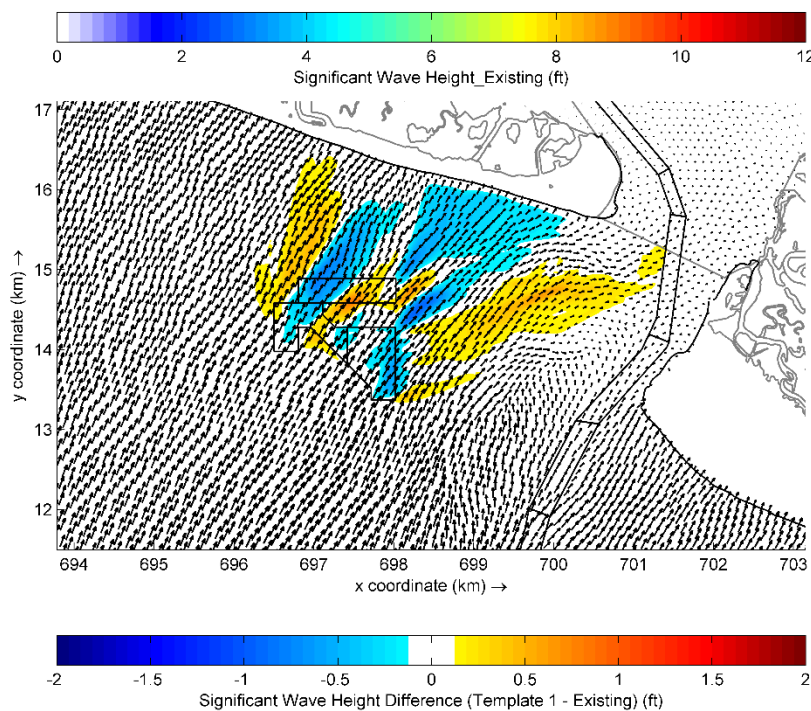 0 2 4 6 8 10 12
Significant Wave Height_Existing (ft)
17
16
15
14
13
12
y coordinate (km) →
694 695 696 697 698 699 700 701 702 703
x coordinate (km) →
-2 -1.5 -1 -0.5 0 0.5 1 1.5 2
Significant Wave Height Difference (Template 1 - Existing) (ft)